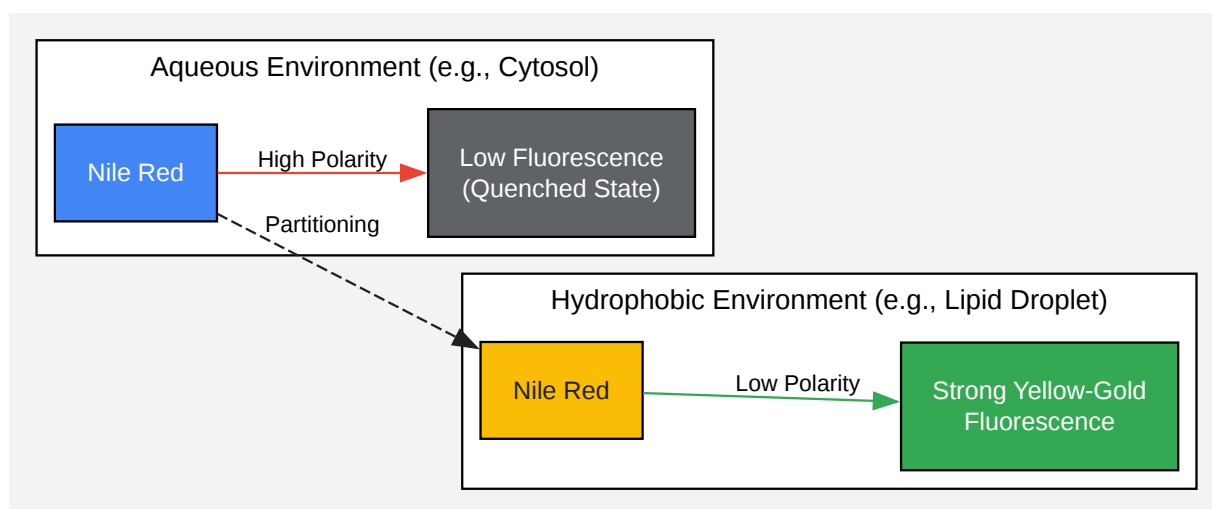 Aqueous Environment (e.g., Cytosol)
Nile Red
High Polarity
Low Fluorescence
(Quenched State)
Partitioning
Hydrophobic Environment (e.g., Lipid Droplet)
Nile Red
Low Polarity
Strong Yellow-Gold
Fluorescence